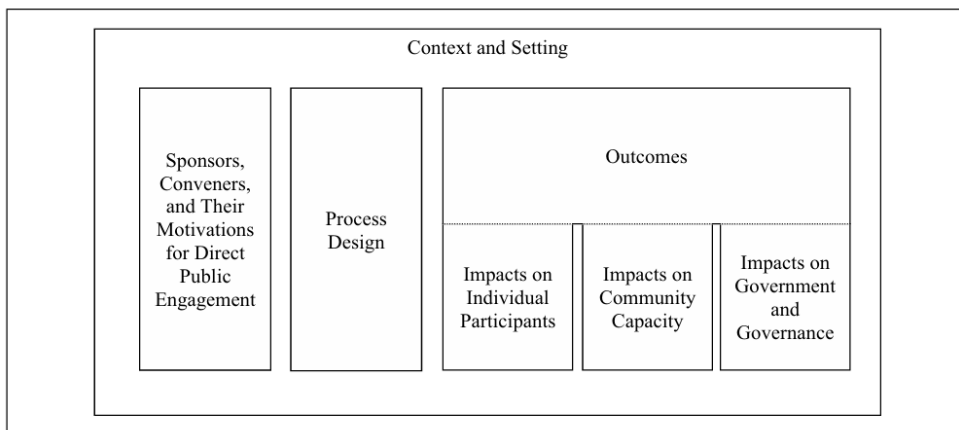 Context and Setting
Sponsors,
Conveners,
and Their
Motivations
for Direct
Public
Engagement
Process
Design
Outcomes
Impacts on
Individual
Participants
Impacts on
Community
Capacity
Impacts on
Government
and
Governance